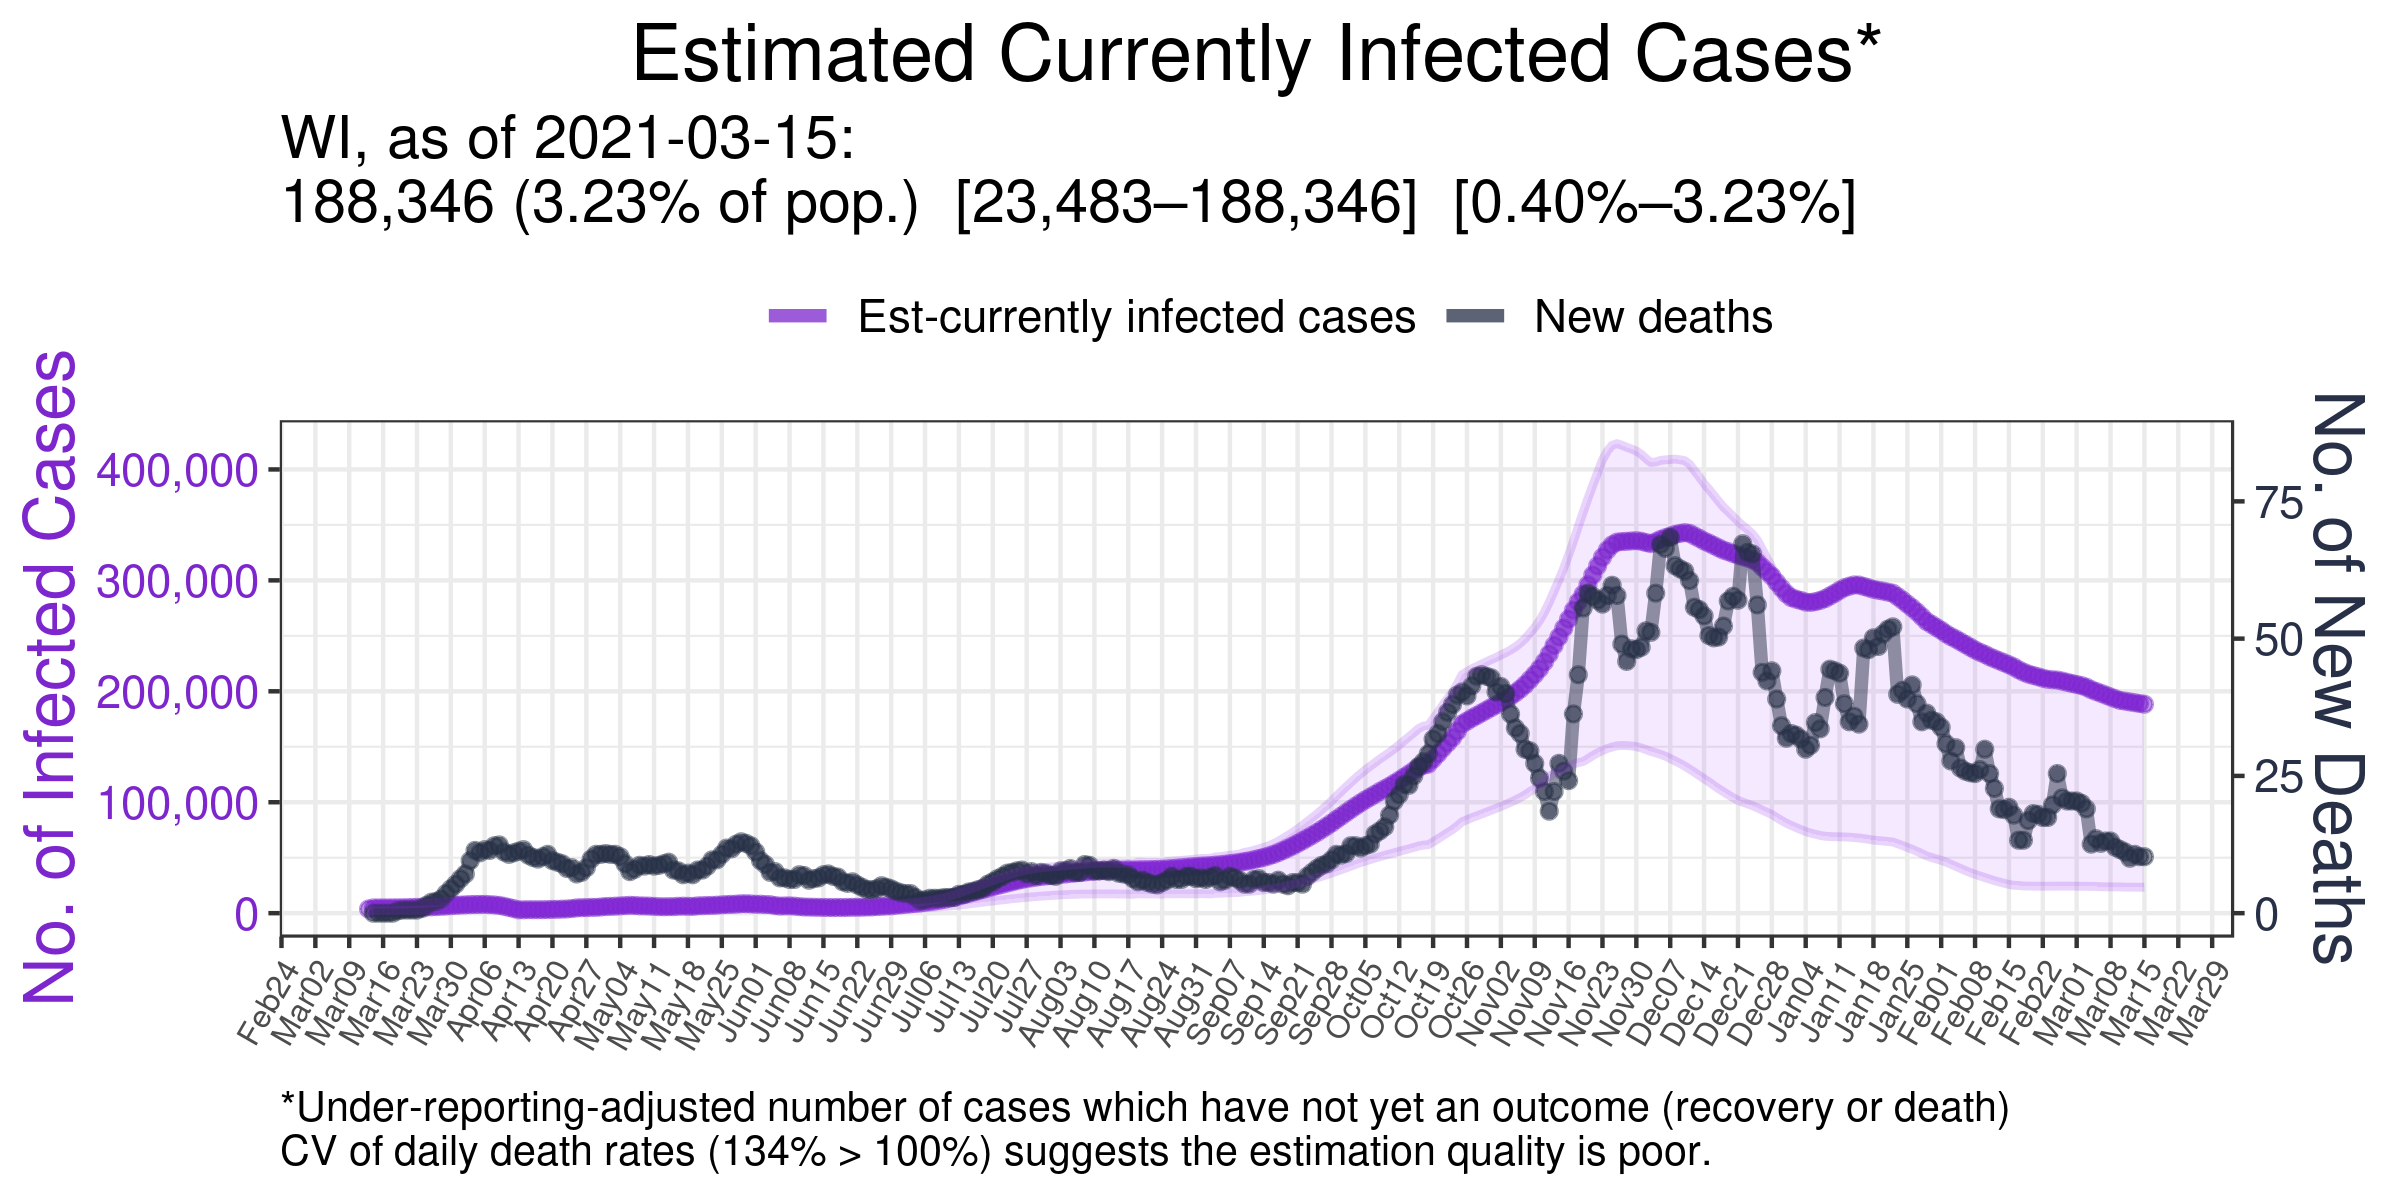 Estimated Currently Infected Cases*
WI, as of 2021-03-15:
188,346 (3.23% of pop.) [23,483–188,346] [0.40%–3.23%]
Est-currently infected cases New deaths
No. of Infected Cases
400,000
300,000
200,000
100,000
0
75
50
25
0
No. of New Deaths
Feb24 Mar02 Mar09 Mar16 Mar23 Mar30 Apr06 Apr13 Apr20 Apr27 May04 May11 May18 May25 Jun01 Jun08 Jun15 Jun22 Jun29 Jul06 Jul13 Jul20 Jul27 Aug03 Aug10 Aug17 Aug24 Aug31 Sep07 Sep14 Sep21 Sep28 Oct05 Oct12 Oct19 Oct26 Nov02 Nov09 Nov16 Nov23 Nov30 Dec07 Dec14 Dec21 Dec28 Jan04 Jan11 Jan18 Jan25 Feb01 Feb08 Feb15 Feb22 Mar01 Mar08 Mar15 Mar22 Mar29
*Under-reporting-adjusted number of cases which have not yet an outcome (recovery or death)
CV of daily death rates (134% > 100%) suggests the estimation quality is poor.